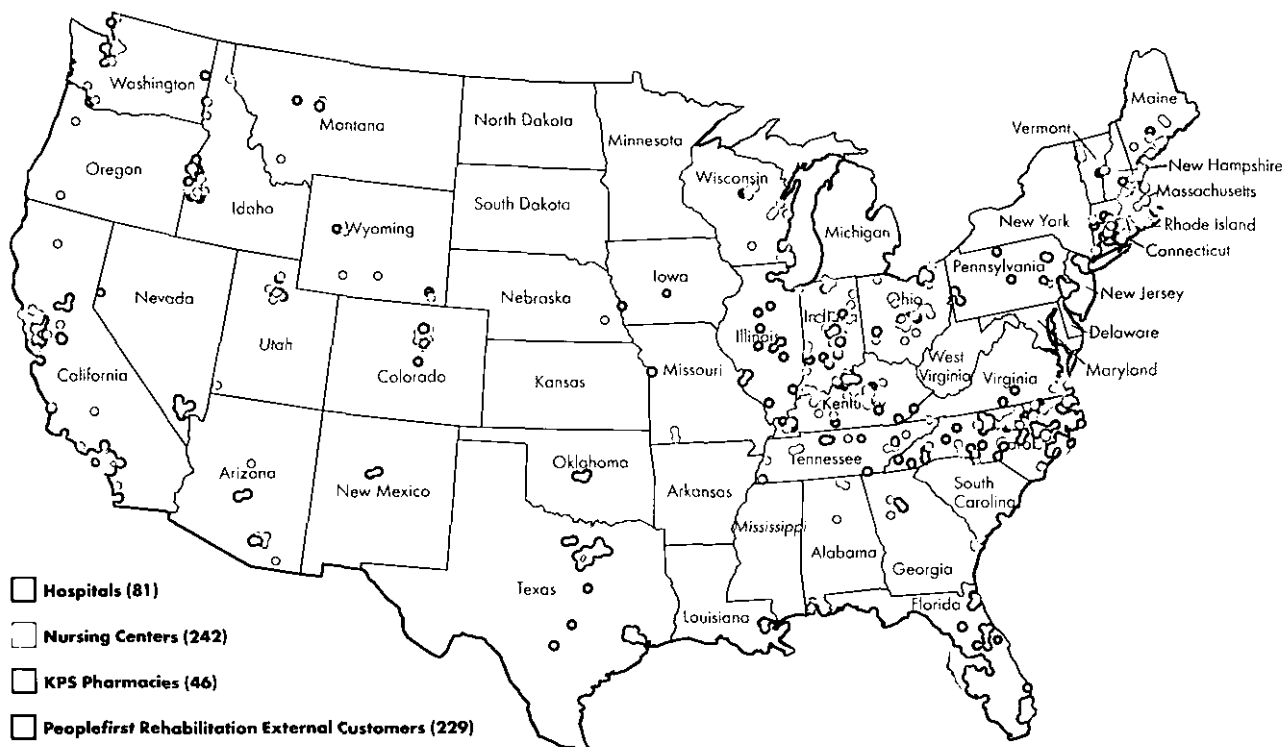 Washington
Montana
North Dakota
Minnesota
Maine
Vermont
Oregon
Idaho
Wyoming
South Dakota
Wisconsin
Michigan
New York
New Hampshire
Massachusetts
Rhode Island
Connecticut
Nevada
Utah
Colorado
Nebraska
Iowa
Illinois
Indiana
Ohio
Pennsylvania
New Jersey
Delaware
Maryland
California
Kansas
Missouri
Kentucky
West
Virginia
Virginia
Arizona
New Mexico
Oklahoma
Arkansas
Tennessee
South
Carolina
Texas
Louisiana
Mississippi
Alabama
Georgia
Florida
Hospitals (81)
Nursing Centers (242)
KPS Pharmacies (46)
Peoplefirst Rehabilitation External Customers (229)